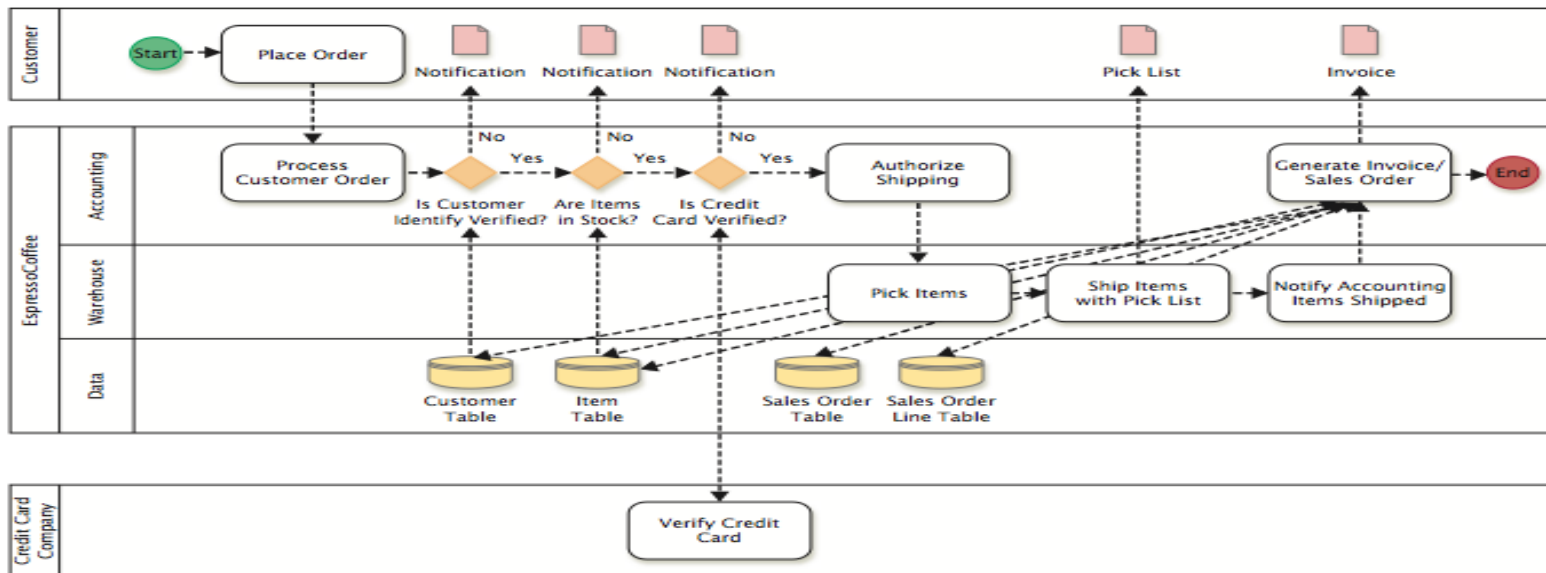 Customer
Start
Place Order
Notification
Notification
Notification
Pick List
Invoice
EspressoCoffee
Accounting
Process
Customer Order
No
Yes
Is Customer
Identify Verified?
No
Yes
Are Items
in Stock?
No
Yes
Is Credit
Card Verified?
Authorize
Shipping
Generate Invoice/
Sales Order
End
Warehouse
Pick Items
Ship Items
with Pick List
Notify Accounting
Items Shipped
Data
Customer
Table
Item
Table
Sales Order
Table
Sales Order
Line Table
Credit Card
Company
Verify Credit
Card